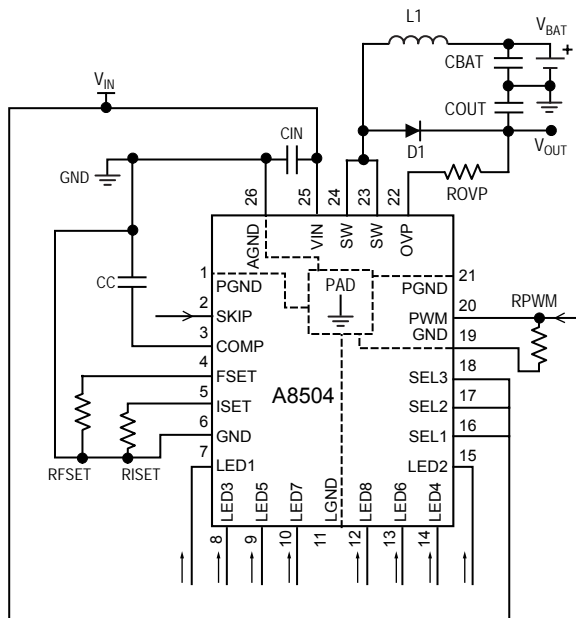 L1
V_BAT
+
CBAT
V_IN
COUT
CIN
D1
V_OUT
GND
ROVP
26
25
24
23
22
AGND
VIN
SW
SW
OVP
CC
1
PGND
PAD
21
PGND
2
SKIP
20
PWM
RPWM
3
COMP
19
GND
4
FSET
18
SEL3
5
ISET
A8504
17
SEL2
6
GND
16
SEL1
RFSET
RISET
7
LED1
15
LED2
LED3
LED5
LED7
LGND
LED8
LED6
LED4
8
9
10
11
12
13
14